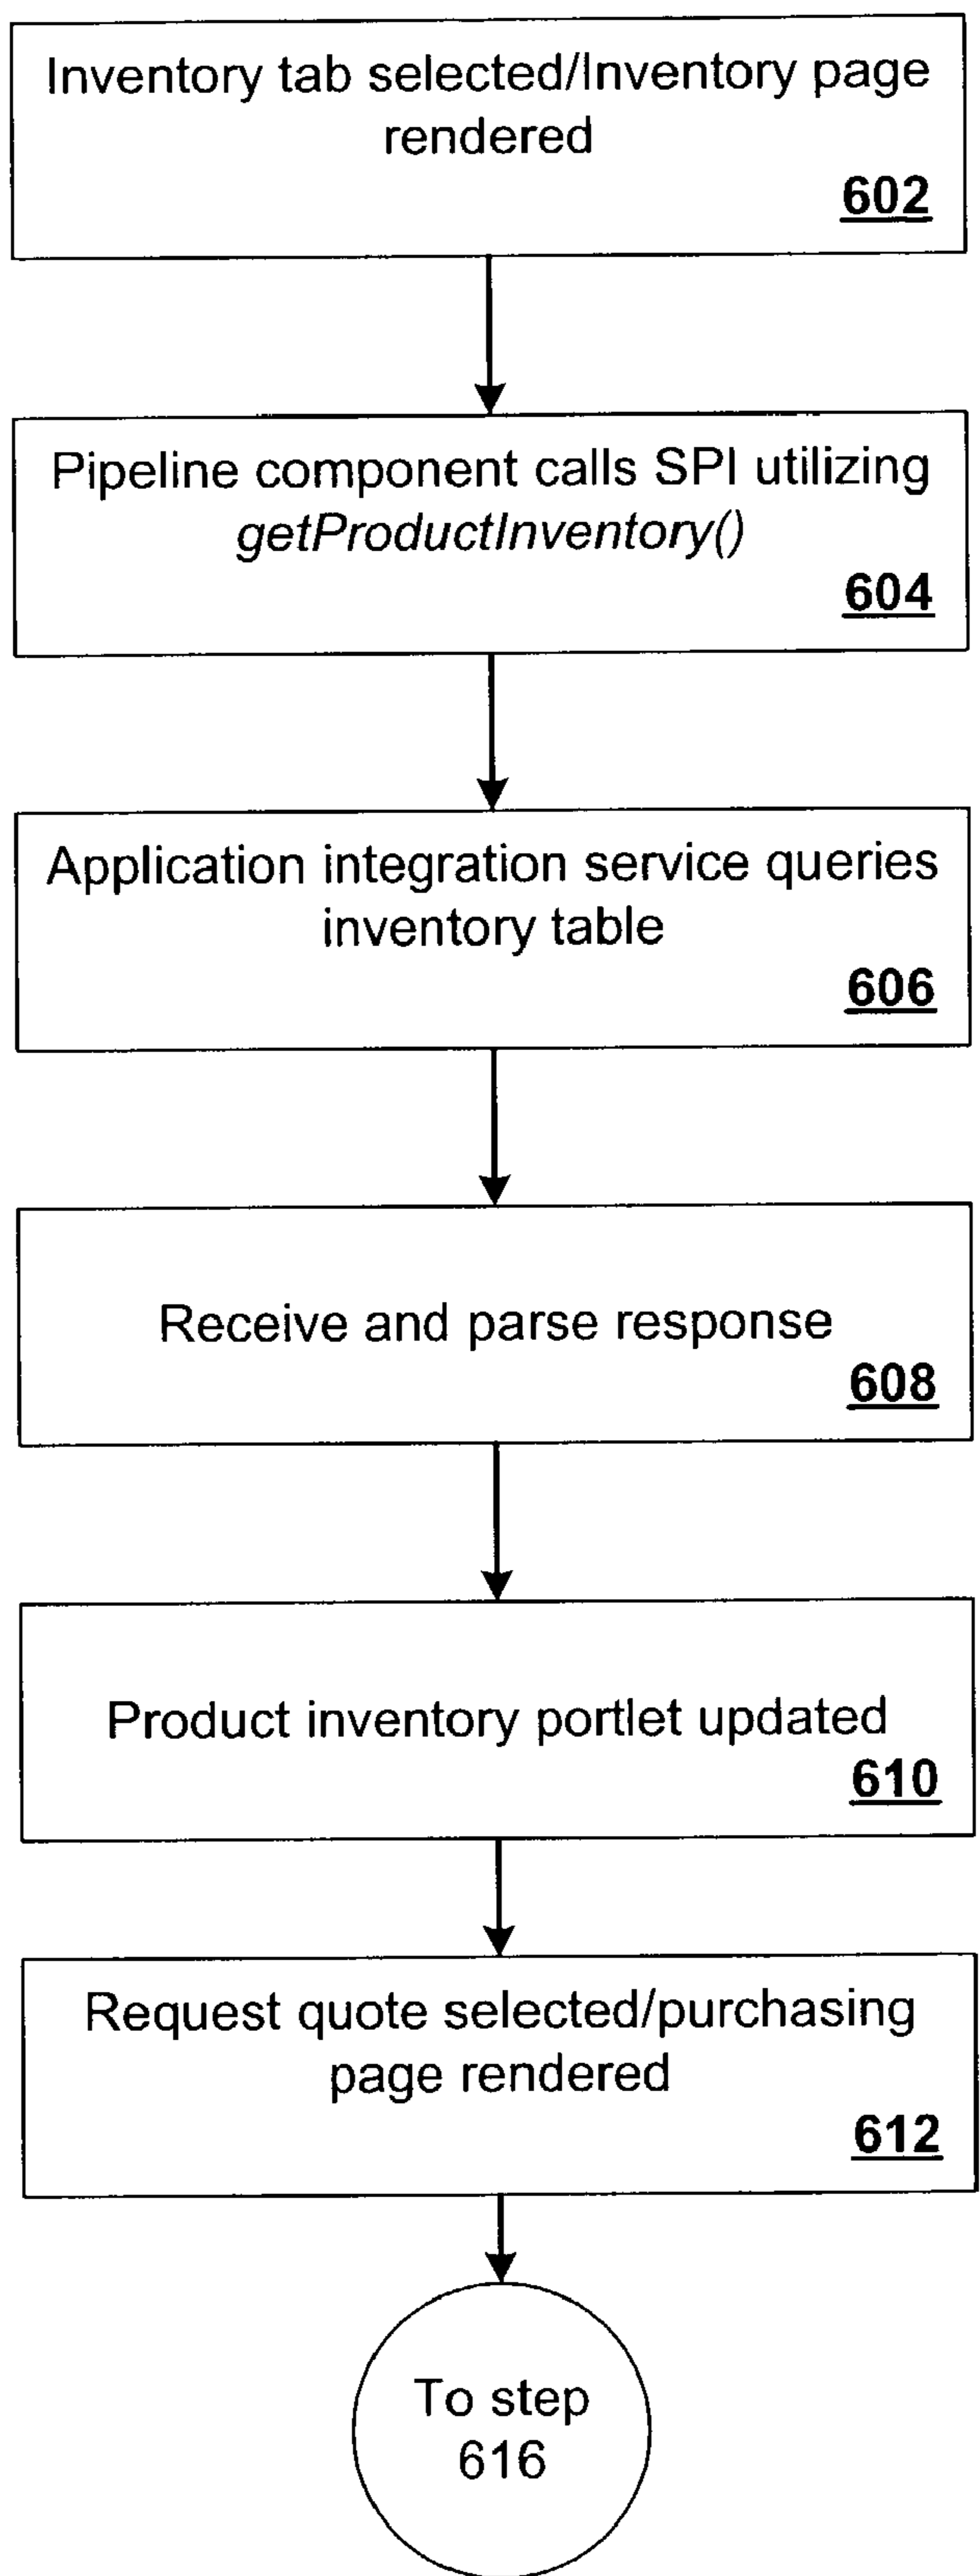 Inventory tab selected/Inventory page
rendered
602
Pipeline component calls SPI utilizing
getProductInventory()
604
Application integration service queries
inventory table
606
Receive and parse response
608
Product inventory portlet updated
610
Request quote selected/purchasing
page rendered
612
To step
616